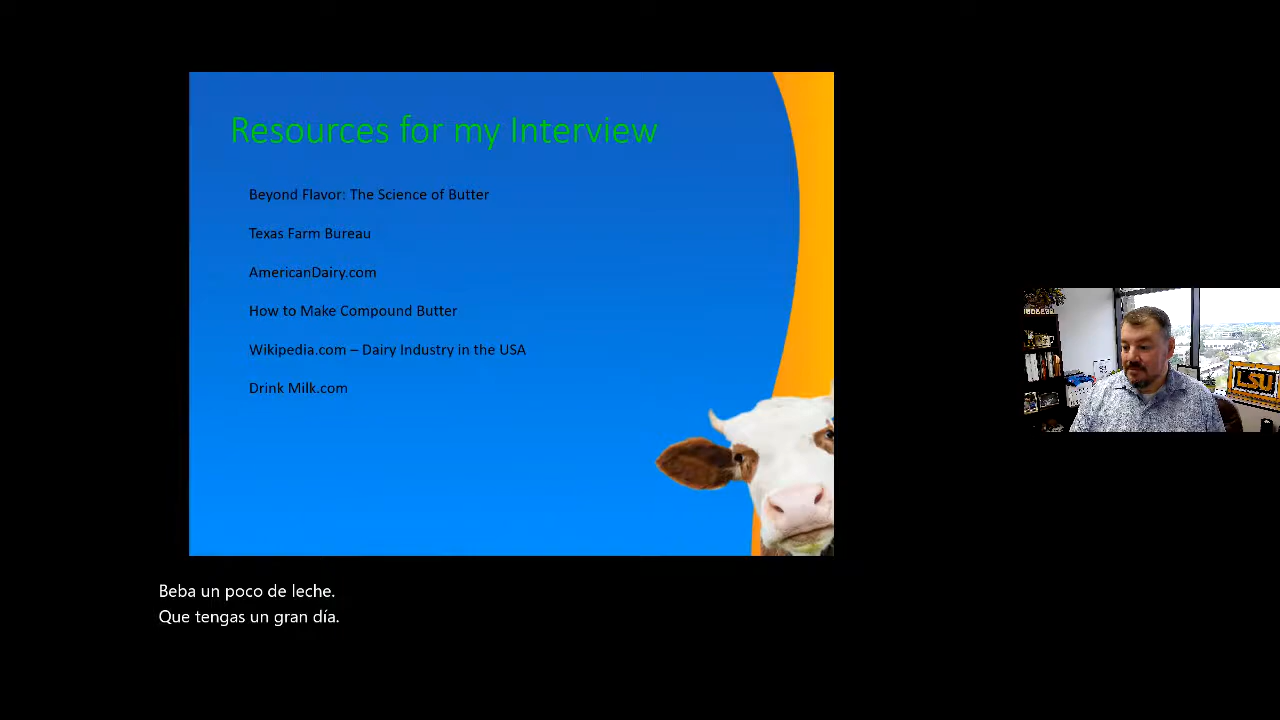 Resources for my Interview
Beyond Flavor: The Science of Butter
Texas Farm Bureau
AmericanDairy.com
How to Make Compound Butter
Wikipedia.com – Dairy Industry in the USA
Drink Milk.com
LSU
Beba un poco de leche.
Que tengas un gran día.